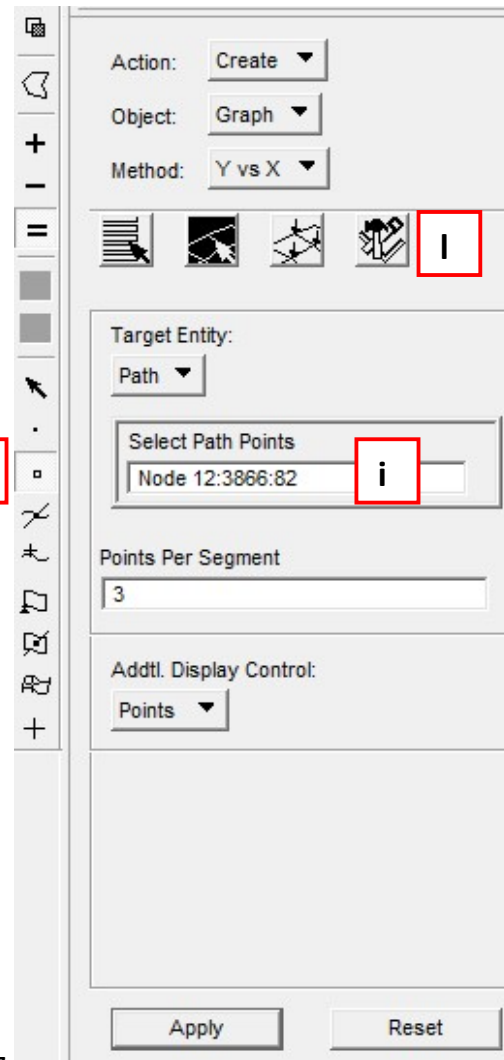 Action: Create
Object: Graph
Method: Y vs X
l
Target Entity:
Path
Select Path Points
Node 12:3866:82
i
Points Per Segment
3
Addtl. Display Control:
Points
Apply Reset